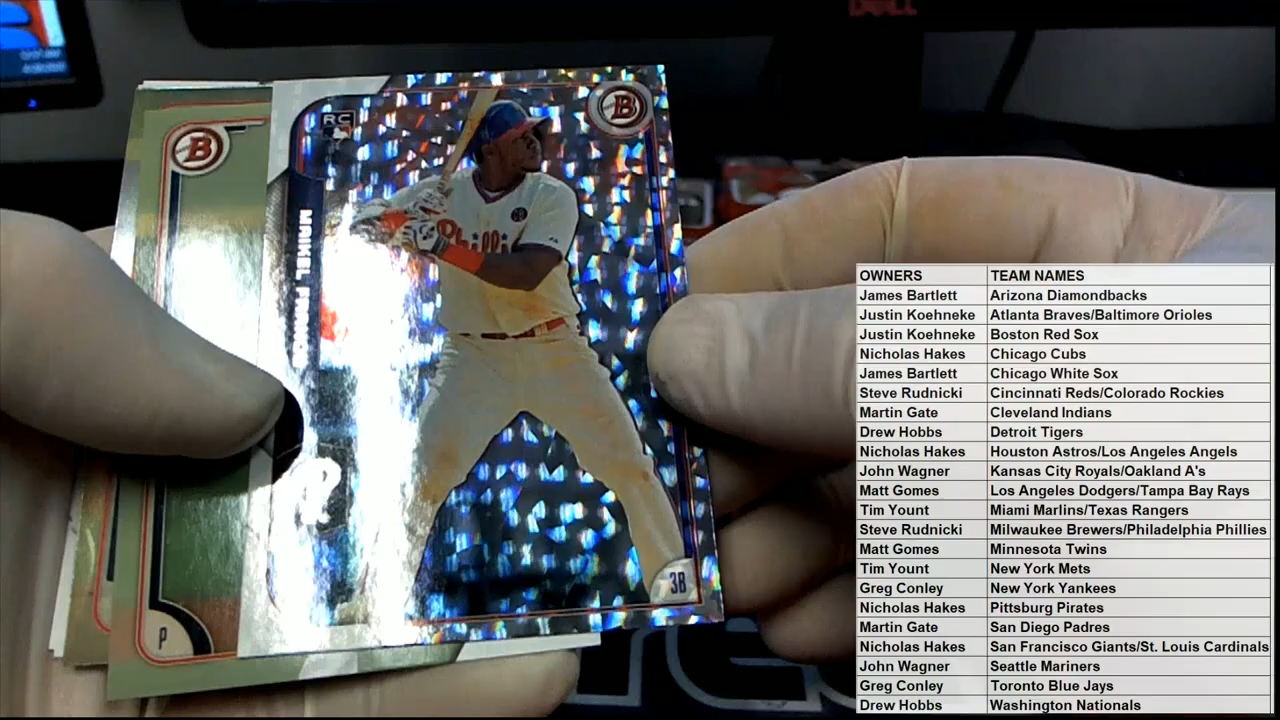 RC
B
B
MAIKEL FRANCO
Phillies
3B
P
OWNERS TEAM NAMES
James Bartlett Arizona Diamondbacks
Justin Koehneke Atlanta Braves/Baltimore Orioles
Justin Koehneke Boston Red Sox
Nicholas Hakes Chicago Cubs
James Bartlett Chicago White Sox
Steve Rudnicki Cincinnati Reds/Colorado Rockies
Martin Gate Cleveland Indians
Drew Hobbs Detroit Tigers
Nicholas Hakes Houston Astros/Los Angeles Angels
John Wagner Kansas City Royals/Oakland A's
Matt Gomes Los Angeles Dodgers/Tampa Bay Rays
Tim Yount Miami Marlins/Texas Rangers
Steve Rudnicki Milwaukee Brewers/Philadelphia Phillies
Matt Gomes Minnesota Twins
Tim Yount New York Mets
Greg Conley New York Yankees
Nicholas Hakes Pittsburg Pirates
Martin Gate San Diego Padres
Nicholas Hakes San Francisco Giants/St. Louis Cardinals
John Wagner Seattle Mariners
Greg Conley Toronto Blue Jays
Drew Hobbs Washington Nationals